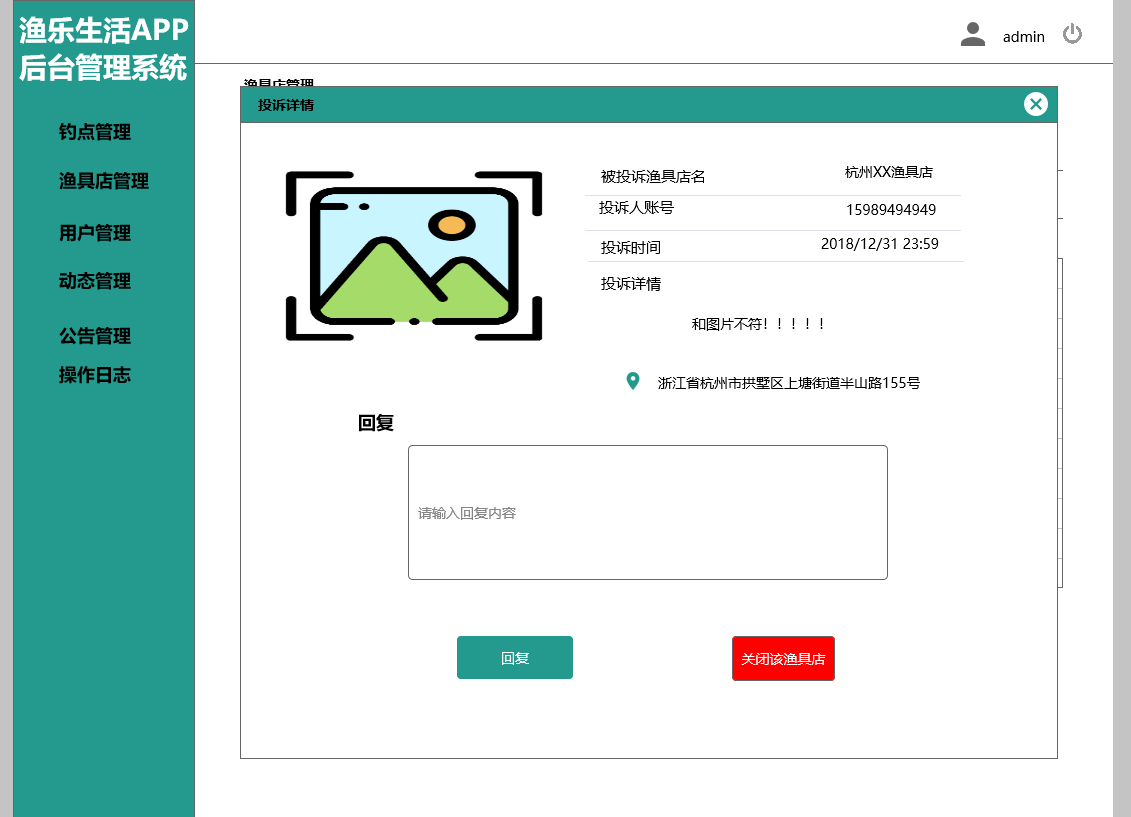 渔乐生活APP
后台管理系统
admin
钓点管理
渔具店管理
用户管理
动态管理
公告管理
操作日志
渔具店管理
投诉详情
被投诉渔具店名
杭州XX渔具店
投诉人账号
15989494949
投诉时间
2018/12/31 23:59
投诉详情
和图片不符！！！！！
浙江省杭州市拱墅区上塘街道半山路155号
回复
请输入回复内容
回复
关闭该渔具店